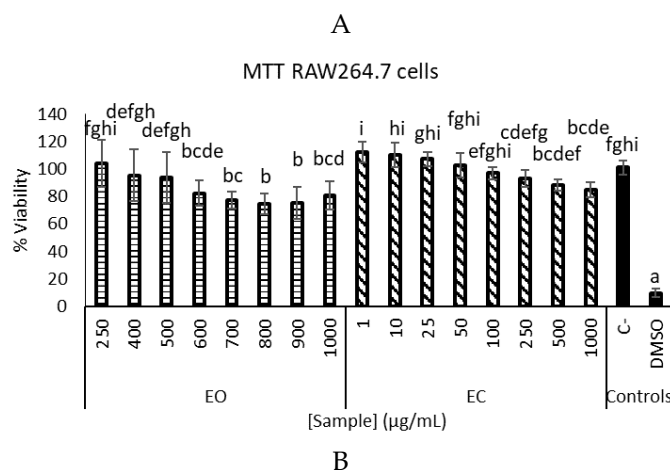 A
MTT RAW264.7 cells
% Viability
140
120
100
80
60
40
20
0
fghi
defgh
defgh
bcde
bc
b
b
bcd
i
hi
ghi
fghi
efghi
cdefg
bcdef
bcde
fghi
a
250
400
500
600
700
800
900
1000
1
10
25
50
100
250
500
1000
C-
DMSO
EO
EC
Controls
[Sample] (µg/mL)
B